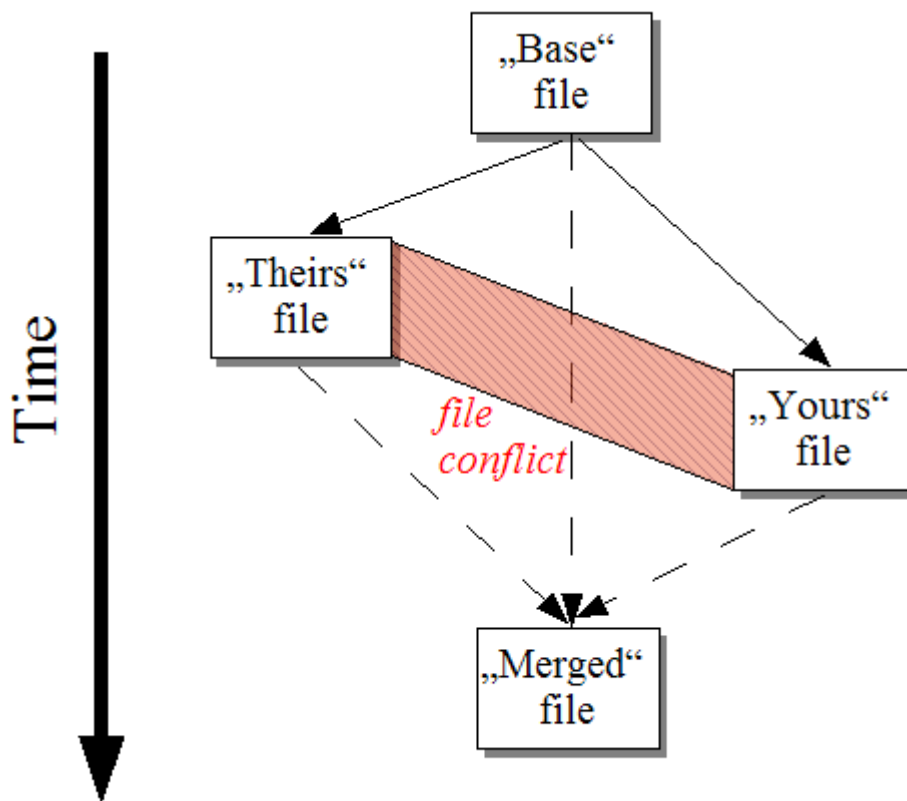 „Base“
file
„Theirs“
file
Time
file
conflict
„Yours“
file
„Merged“
file